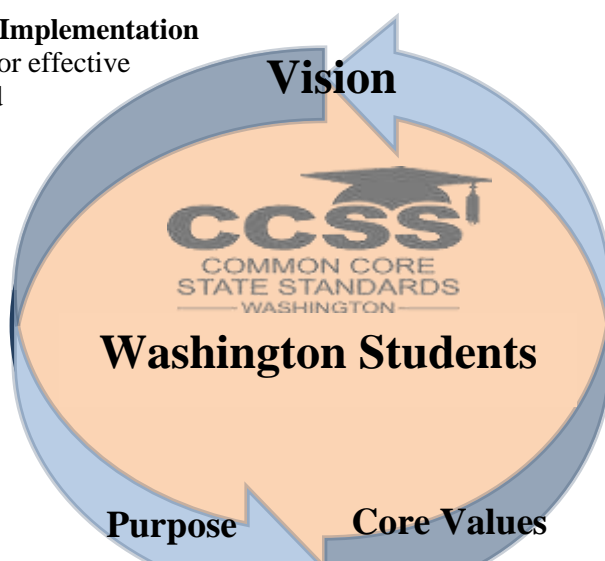 Implementation
or effective
Vision
CCSS
COMMON CORE
STATE STANDARDS
WASHINGTON
Washington Students
Purpose
Core Values